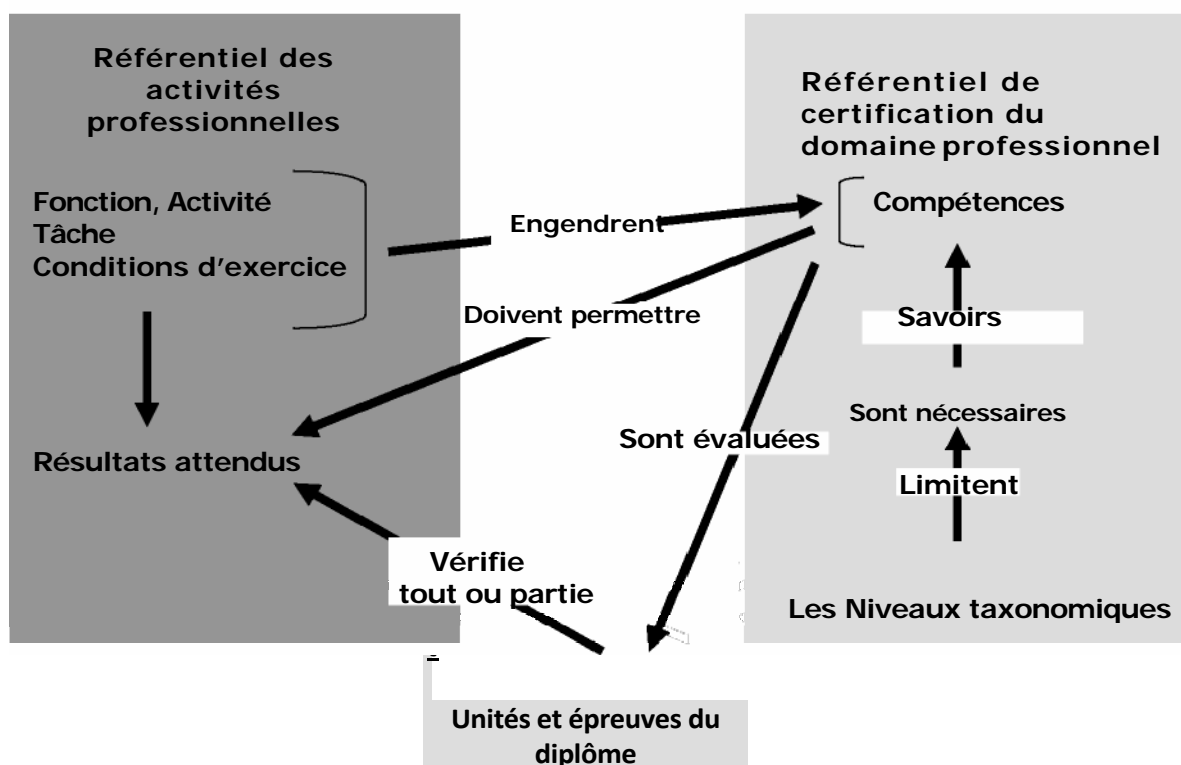 Référentiel des
activités
professionnelles
Fonction, Activité
Tâche
Conditions d'exercice
Résultats attendus
Engendrent
Doivent permettre
Sont évaluées
Vérifie
tout ou partie
Référentiel de
certification du
domaine professionnel
Compétences
Savoirs
Sont nécessaires
Limitent
Les Niveaux taxonomiques
Unités et épreuves du
diplôme